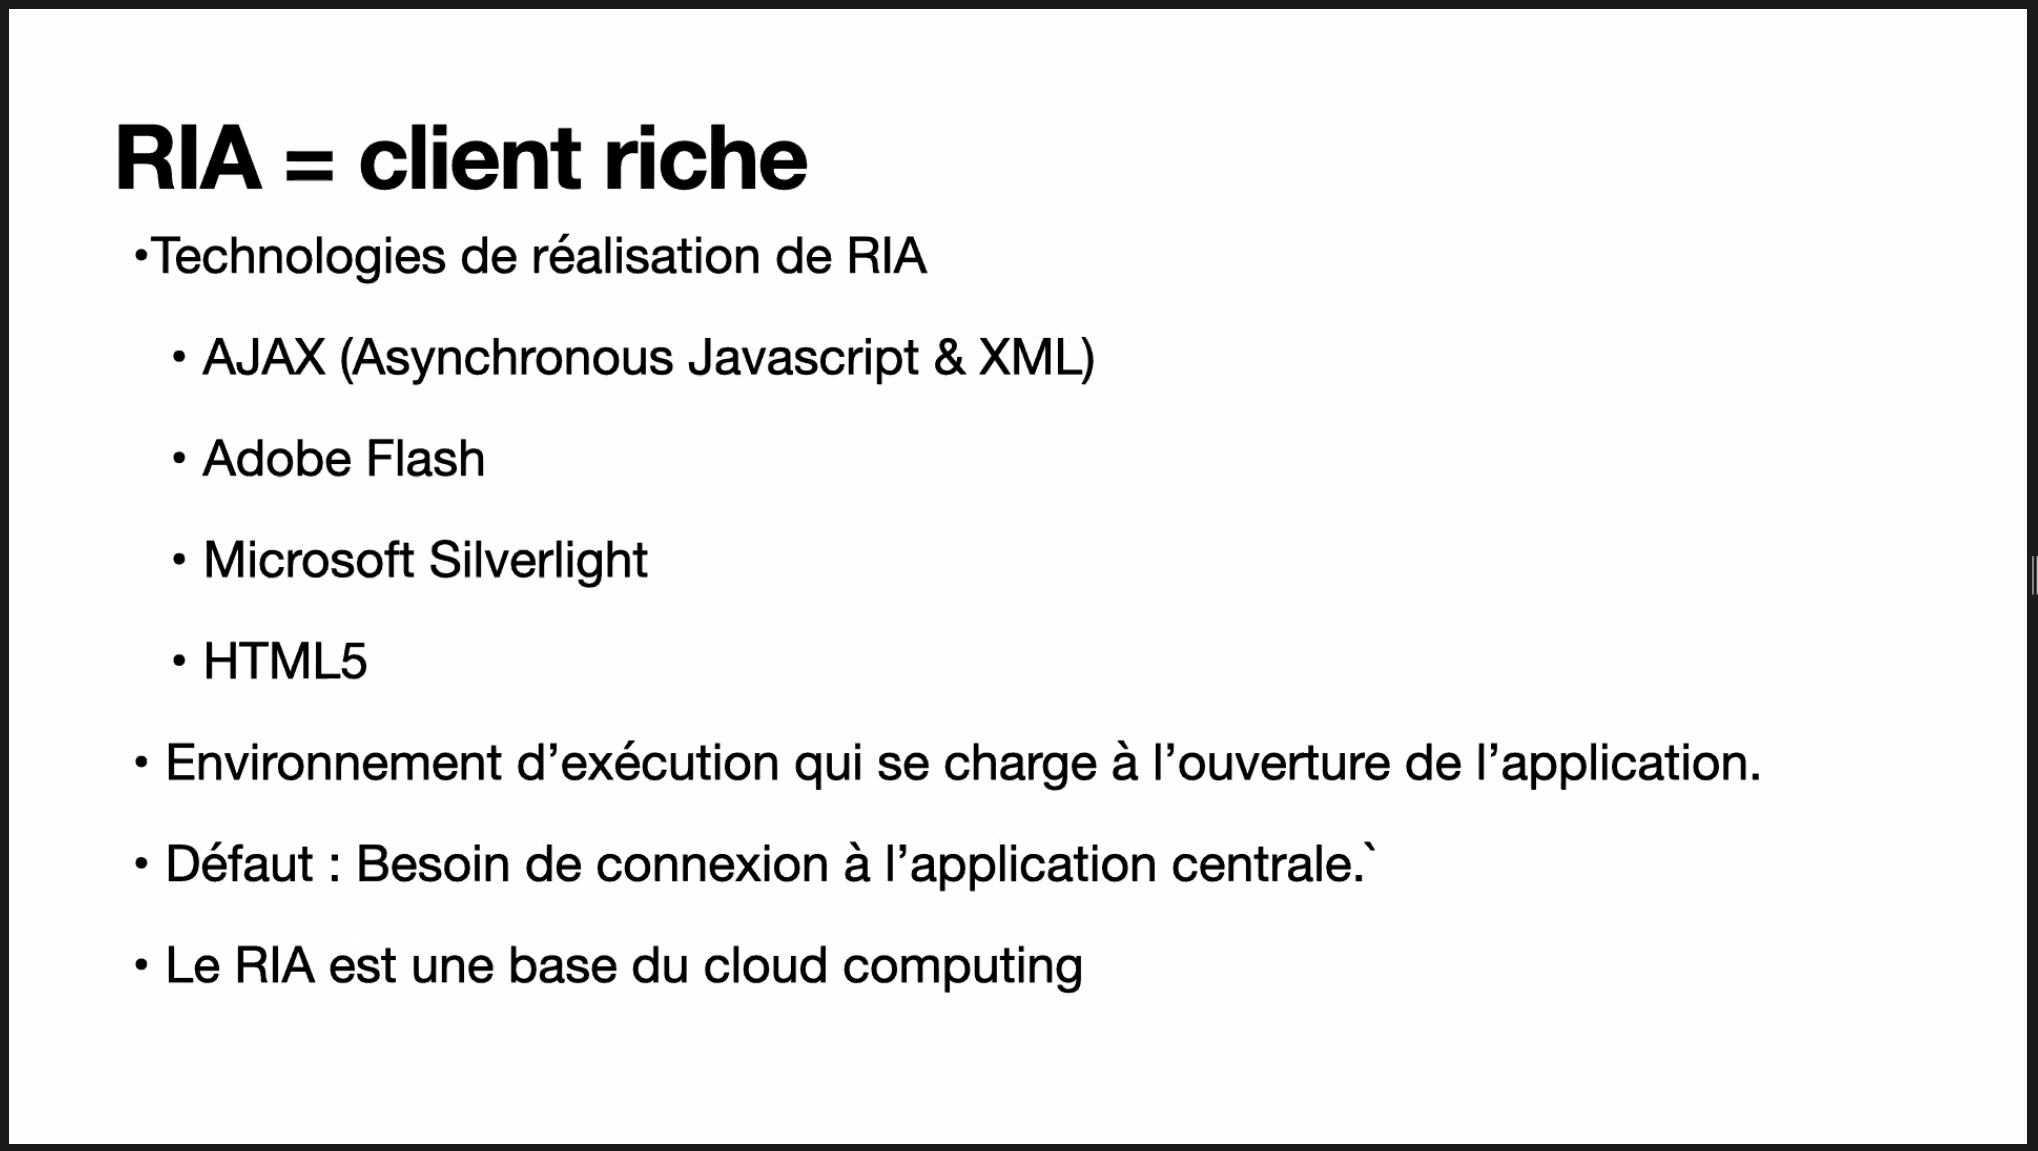 RIA = client riche
•Technologies de réalisation de RIA
• AJAX (Asynchronous Javascript & XML)
• Adobe Flash
• Microsoft Silverlight
• HTML5
• Environnement d’exécution qui se charge à l’ouverture de l’application.
• Défaut : Besoin de connexion à l’application centrale.`
• Le RIA est une base du cloud computing